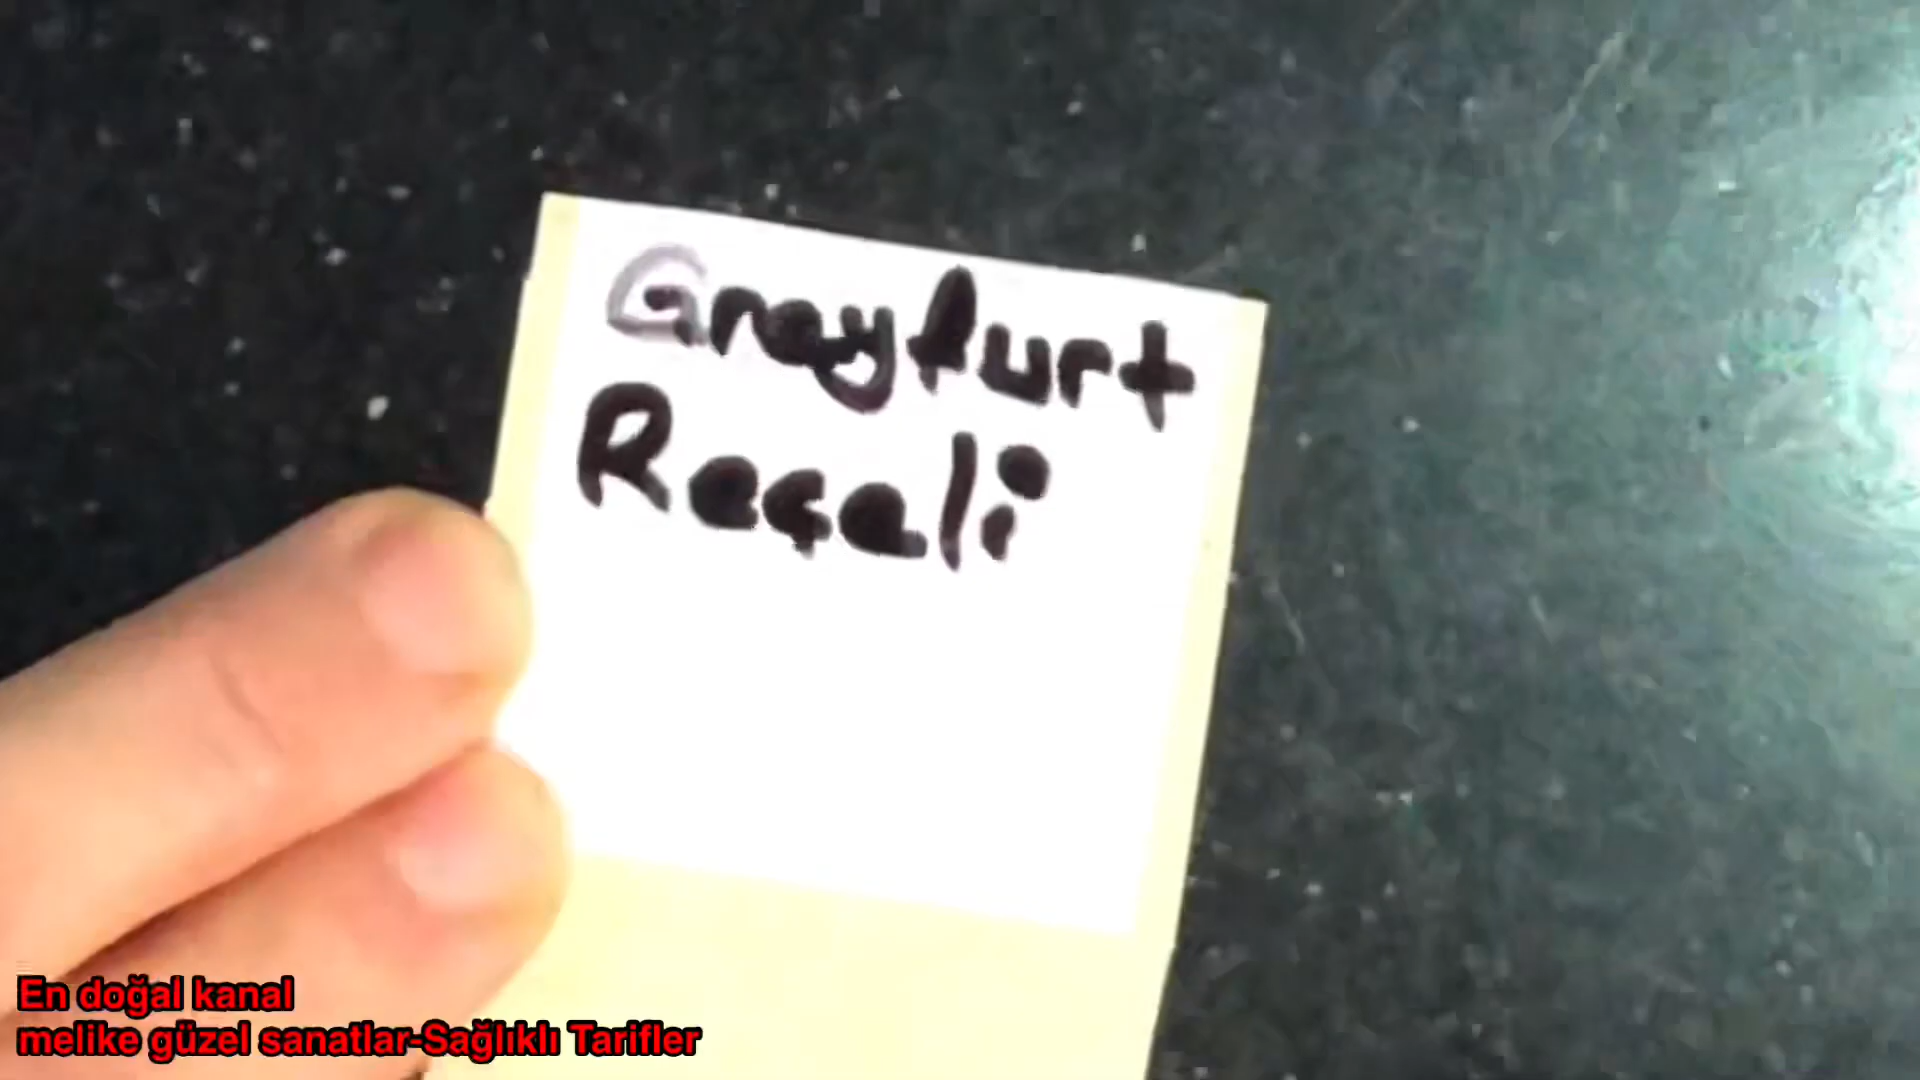 Greyfurt
Reçeli
En doğal kanal
melike güzel sanatlar-Sağlıklı Tarifler